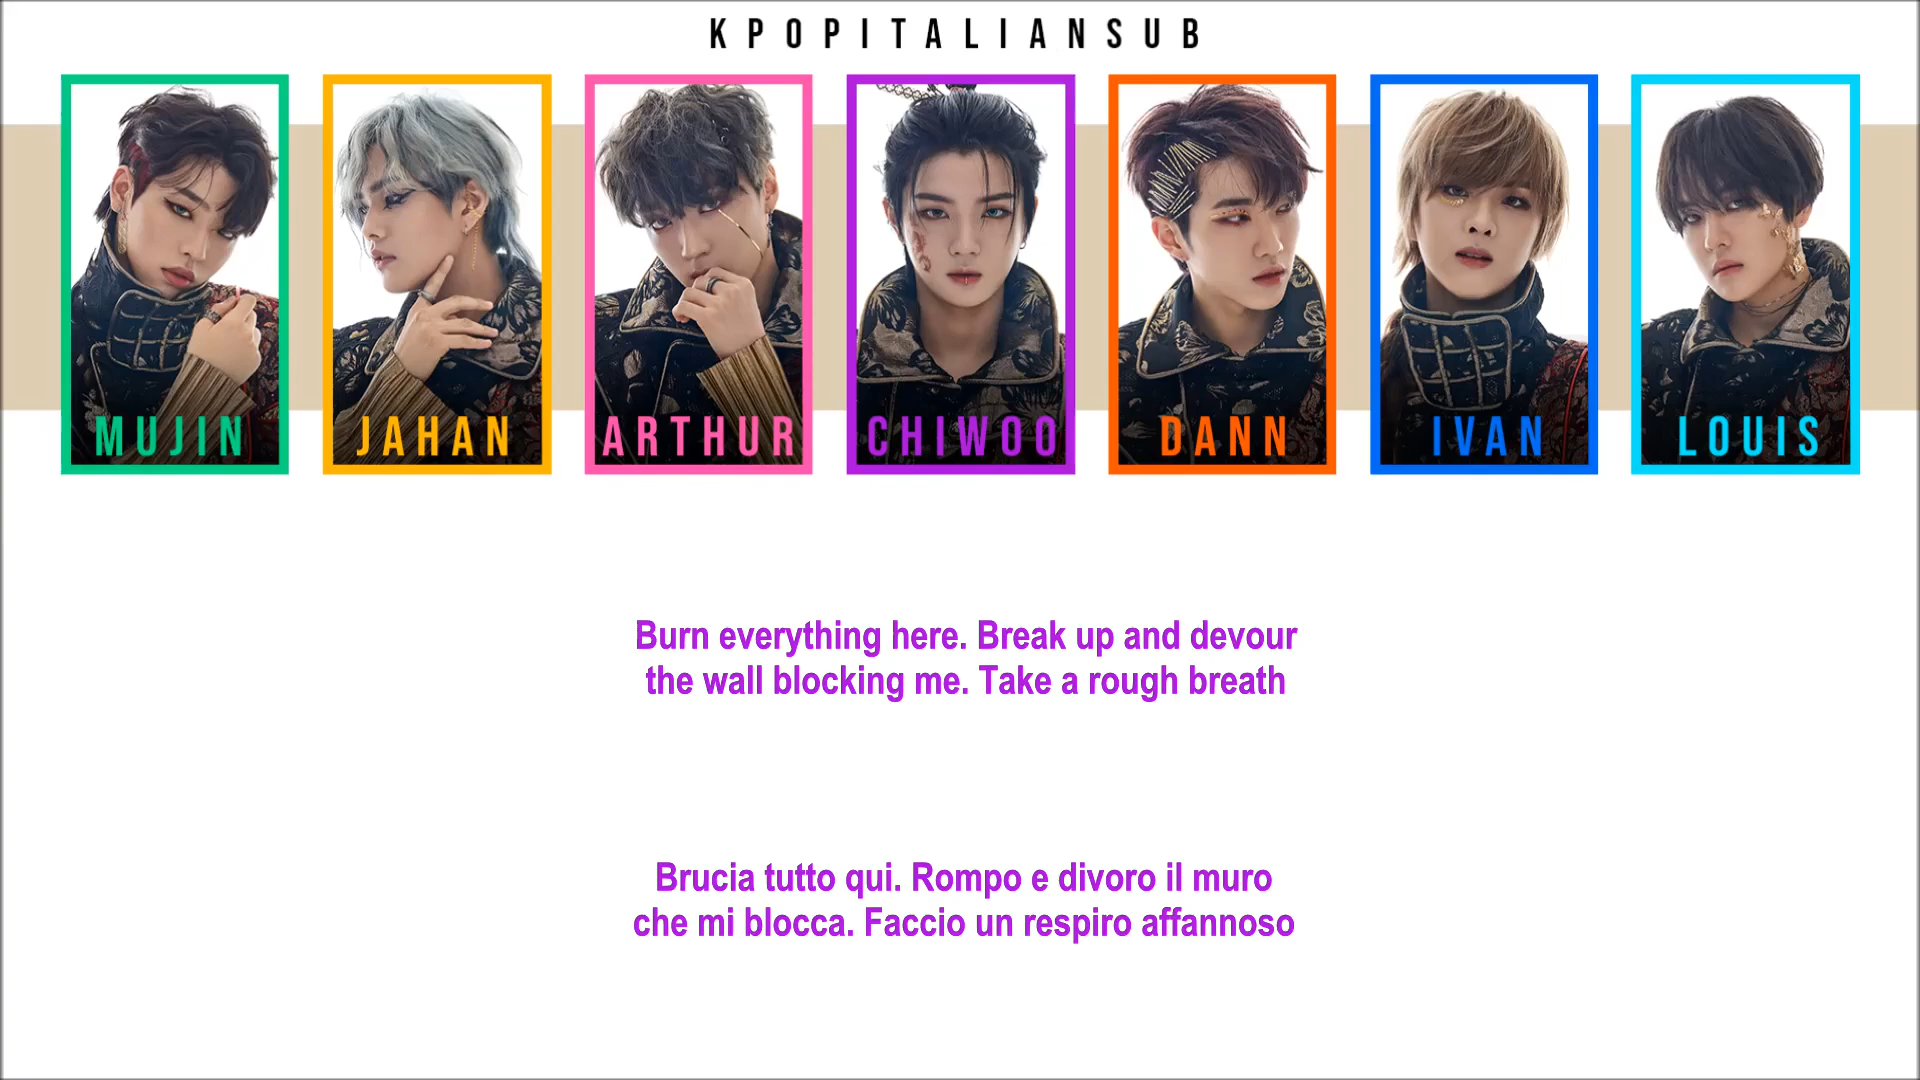 KPOPITALIANSUB
MUJIN
JAHAN
ARTHUR
CHIWOO
DANN
IVAN
LOUIS
Burn everything here. Break up and devour
the wall blocking me. Take a rough breath
Brucia tutto qui. Rompo e divoro il muro
che mi blocca. Faccio un respiro affannoso